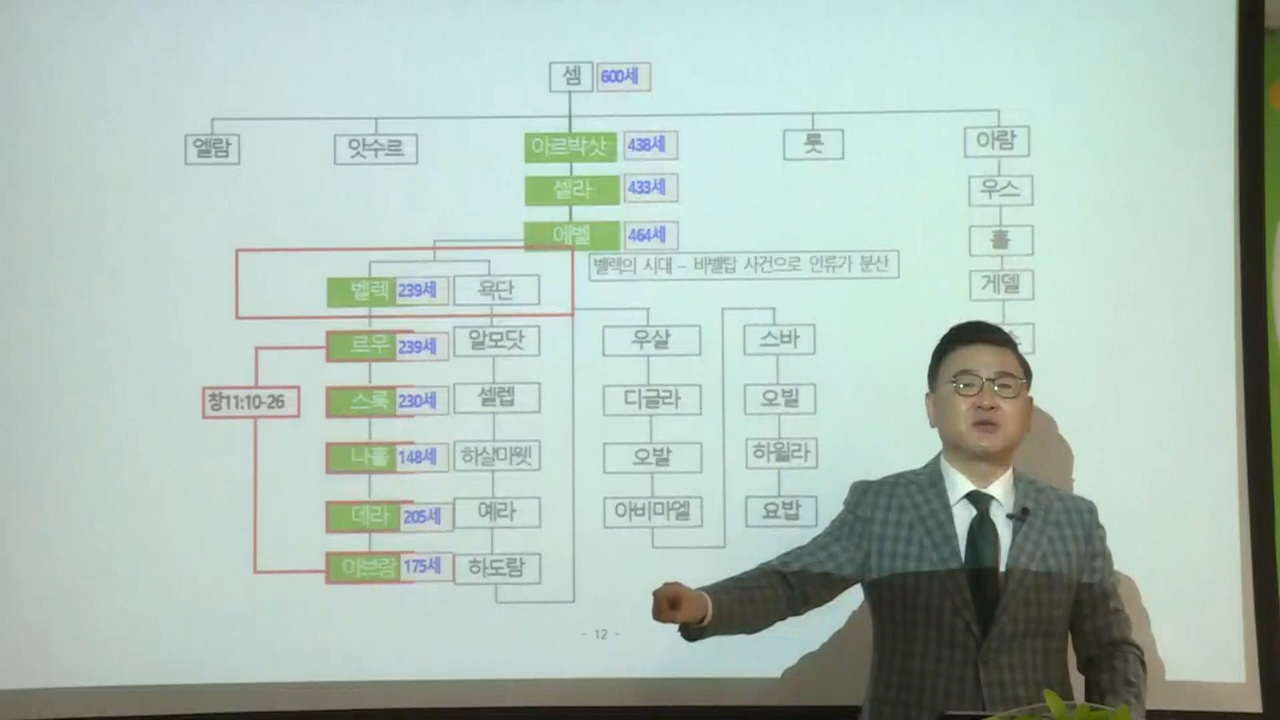 셈 600세
엘람 앗수르 아르박삿 438세 룻 아람
셀라 433세 우스
에벨 464세 훌
벨렉의 시대 – 바벨탑 사건으로 인류가 분산
게델
벨렉 239세 욕단
르우 239세 알모닷 우살 스바
창11:10-26 스룩 230세 셀렙 디글라 오빌
나홀 148세 하살마웻 오발 하윌라
데라 205세 예라 아비마엘 요밥
아브람 175세 하도람
- 12 -